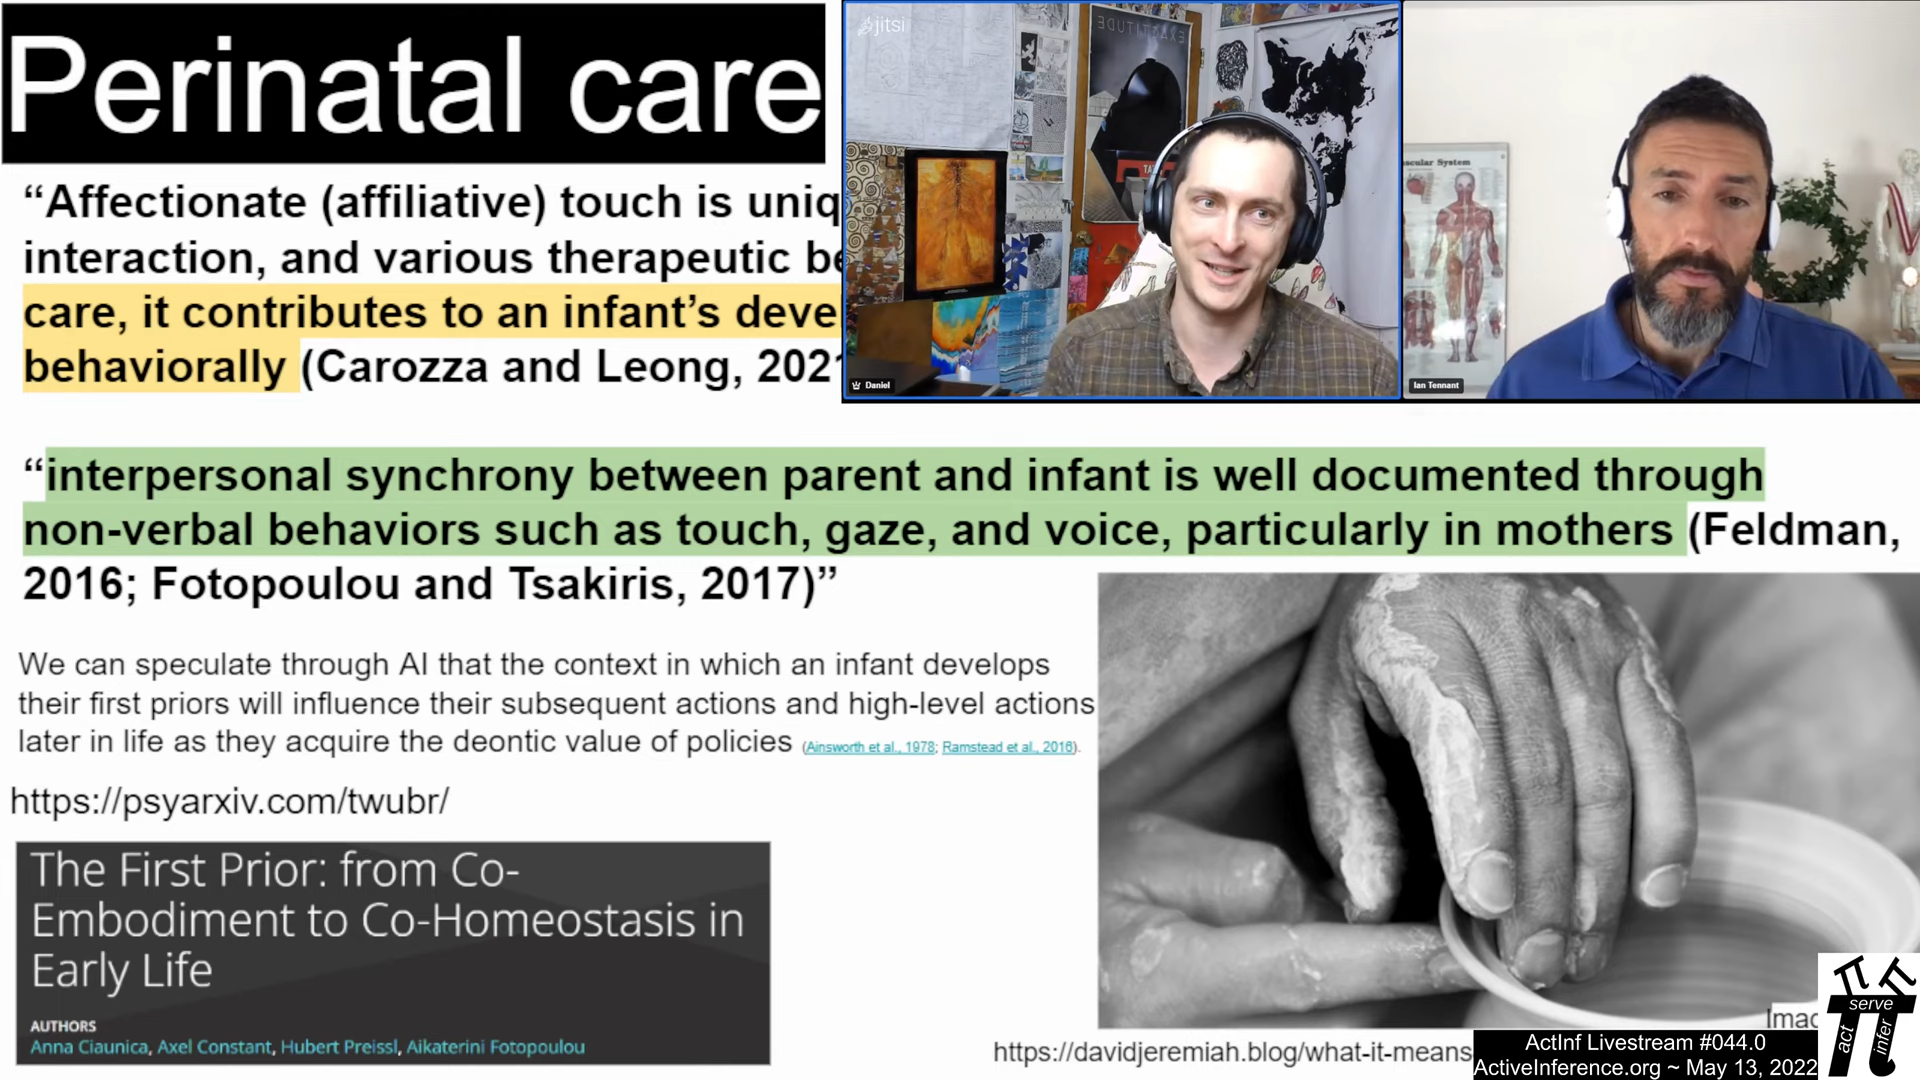 Perinatal care
“Affectionate (affiliative) touch is uniq
interaction, and various therapeutic be
care, it contributes to an infant’s deve
behaviorally (Carozza and Leong, 2021
jitsi
EXACTITUDE
Daniel
scular System
Ian Tennant
“interpersonal synchrony between parent and infant is well documented through
non-verbal behaviors such as touch, gaze, and voice, particularly in mothers (Feldman,
2016; Fotopoulou and Tsakiris, 2017)”
We can speculate through AI that the context in which an infant develops
their first priors will influence their subsequent actions and high-level actions
later in life as they acquire the deontic value of policies (Ainsworth et al., 1978; Ramstead et al., 2016).
https://psyarxiv.com/twubr/
The First Prior: from Co-
Embodiment to Co-Homeostasis in
Early Life
AUTHORS
Anna Ciaunica, Axel Constant, Hubert Preissl, Aikaterini Fotopoulou
Imag
https://davidjeremiah.blog/what-it-means
ActInf Livestream #044.0
ActiveInference.org ~ May 13, 2022
serve
act
infer